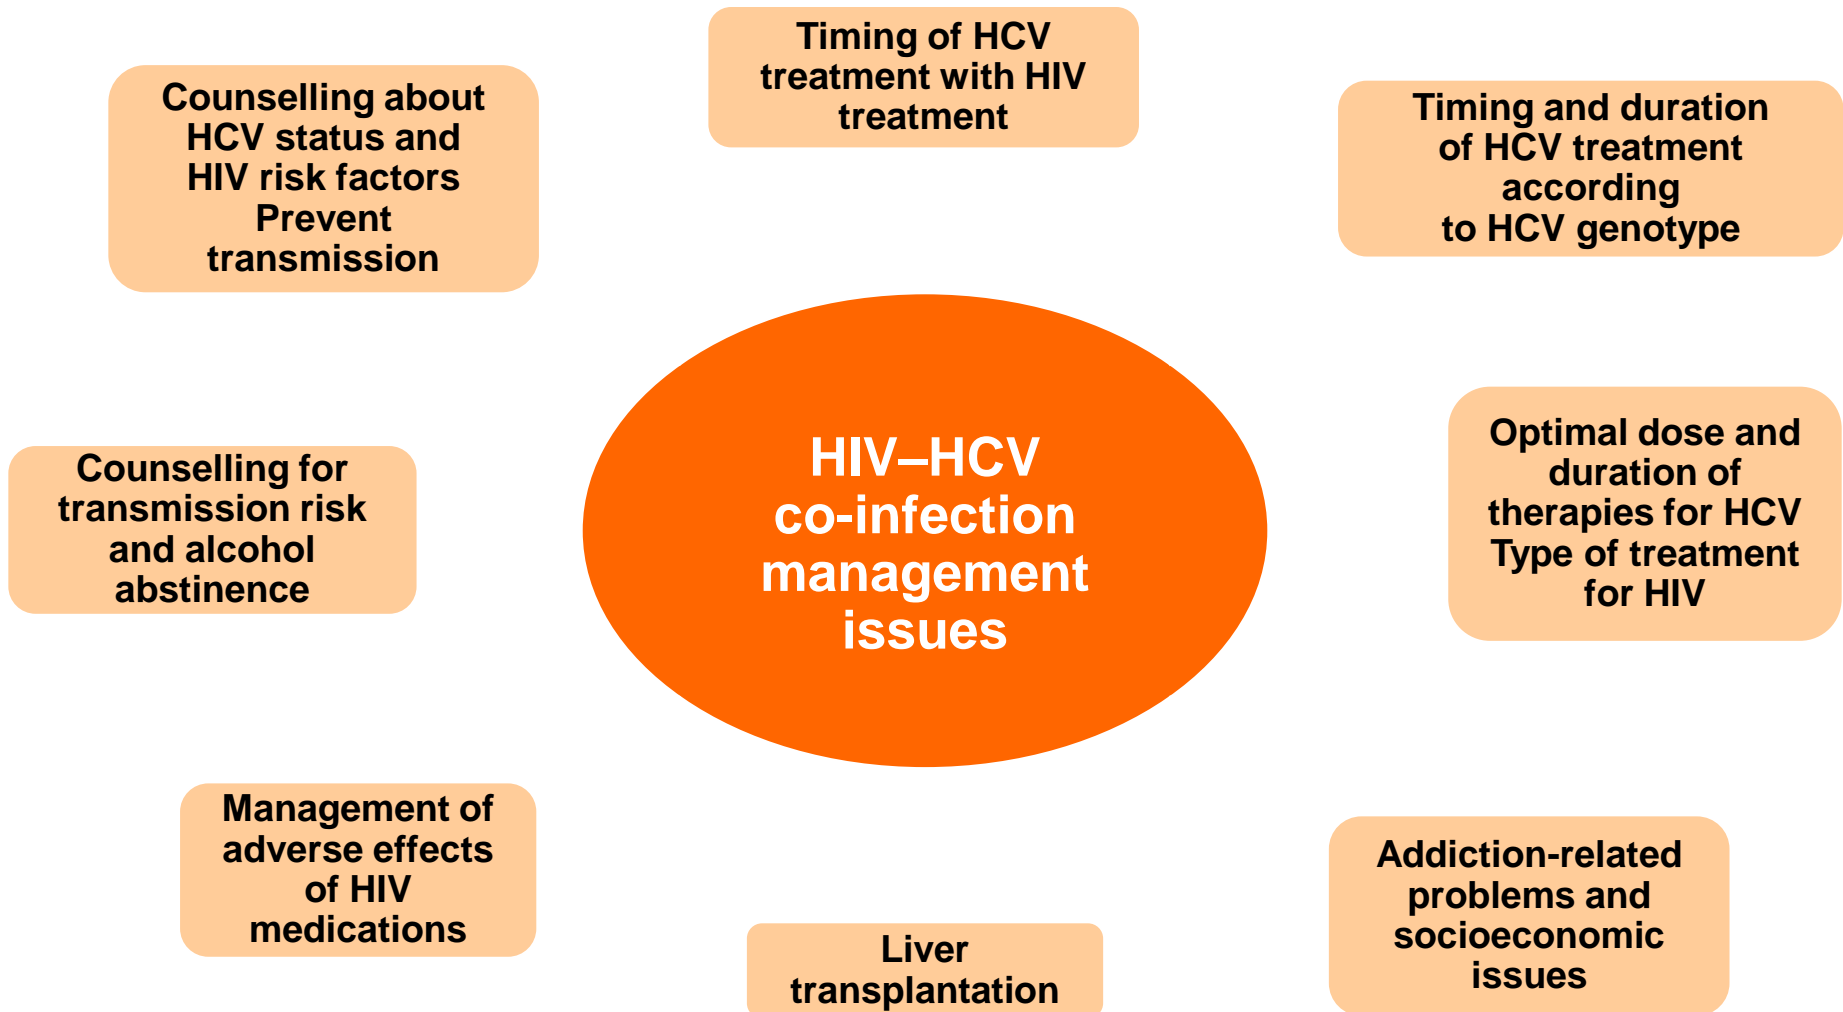 Timing of HCV
treatment with HIV
treatment
Counselling about
HCV status and
HIV risk factors
Prevent
transmission
Timing and duration
of HCV treatment
according
to HCV genotype
HIV–HCV
co-infection
management
issues
Optimal dose and
duration of
therapies for HCV
Type of treatment
for HIV
Counselling for
transmission risk
and alcohol
abstinence
Management of
adverse effects
of HIV
medications
Addiction-related
problems and
socioeconomic
issues
Liver
transplantation